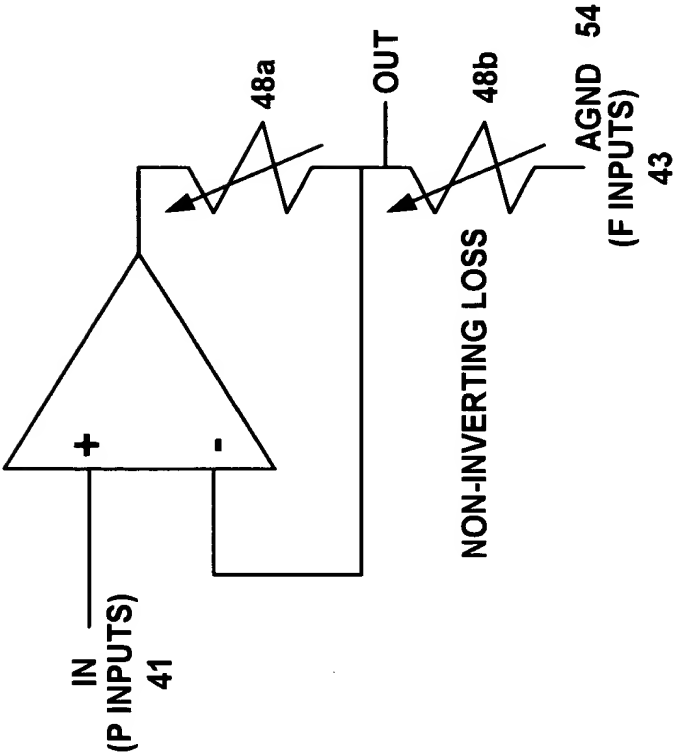 IN
(P INPUTS)
41
+
-
48a
OUT
48b
AGND 54
(F INPUTS)
43
NON-INVERTING LOSS